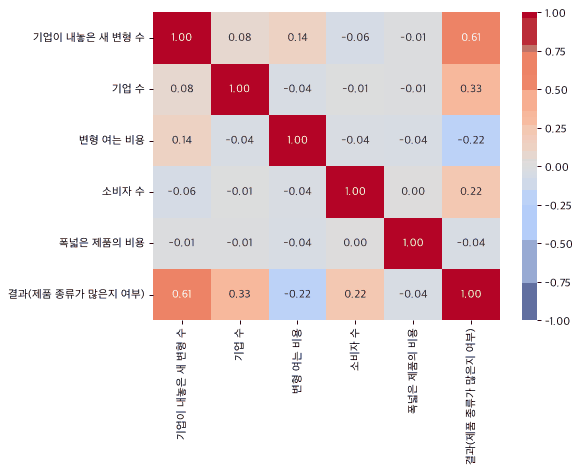 기업이 내놓은 새 변형 수 1.00 0.08 0.14 -0.06 -0.01 0.61
기업 수 0.08 1.00 -0.04 -0.01 -0.01 0.33
변형 여는 비용 0.14 -0.04 1.00 -0.04 -0.04 -0.22
소비자 수 -0.06 -0.01 -0.04 1.00 0.00 0.22
폭넓은 제품의 비용 -0.01 -0.01 -0.04 0.00 1.00 -0.04
결과(제품 종류가 많은지 여부) 0.61 0.33 -0.22 0.22 -0.04 1.00
기업이 내놓은 새 변형 수
기업 수
변형 여는 비용
소비자 수
폭넓은 제품의 비용
결과(제품 종류가 많은지 여부)
1.00
0.75
0.50
0.25
0.00
-0.25
-0.50
-0.75
-1.00